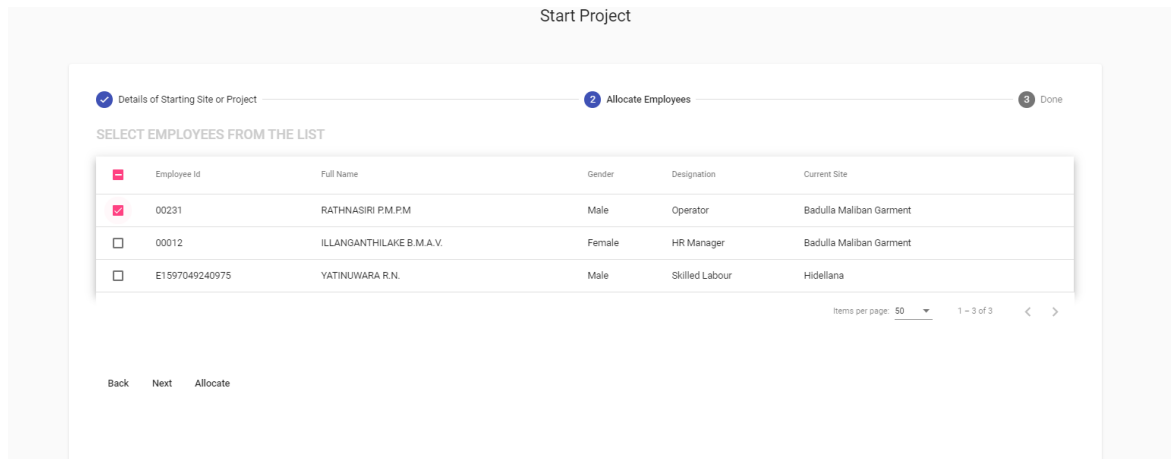 Start Project
Details of Starting Site or Project 2 Allocate Employees 3 Done
SELECT EMPLOYEES FROM THE LIST
Employee Id Full Name Gender Designation Current Site
00231 RATHNASIRI P.M.P.M Male Operator Badulla Maliban Garment
00012 ILLANGANTHILAKE B.M.A.V. Female HR Manager Badulla Maliban Garment
E1597049240975 YATINUWARA R.N. Male Skilled Labour Hidellana
Items per page: 50 1 – 3 of 3
Back Next Allocate